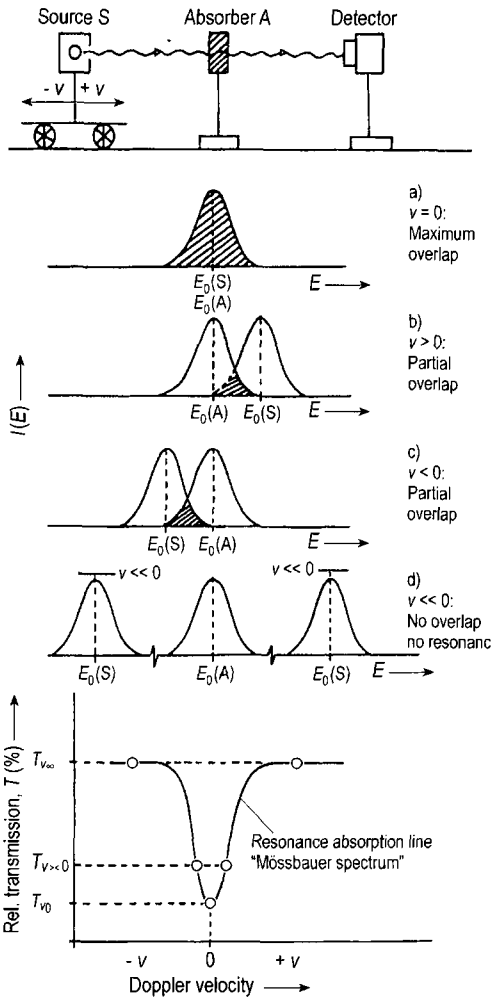 Source S
Absorber A
Detector
- v + v
a)
v = 0:
Maximum
overlap
E0(S)
E0(A)
E
b)
v > 0:
Partial
overlap
E0(A)
E0(S)
E
I(E)
c)
v < 0:
Partial
overlap
E0(S)
E0(A)
E
v << 0
v << 0
d)
v << 0:
No overlap
no resonanc
E0(S)
E0(A)
E0(S)
E
Rel. transmission, T (%)
Tv∞
Tv><0
Tv0
Resonance absorption line
"Mössbauer spectrum"
- v
0
+ v
Doppler velocity